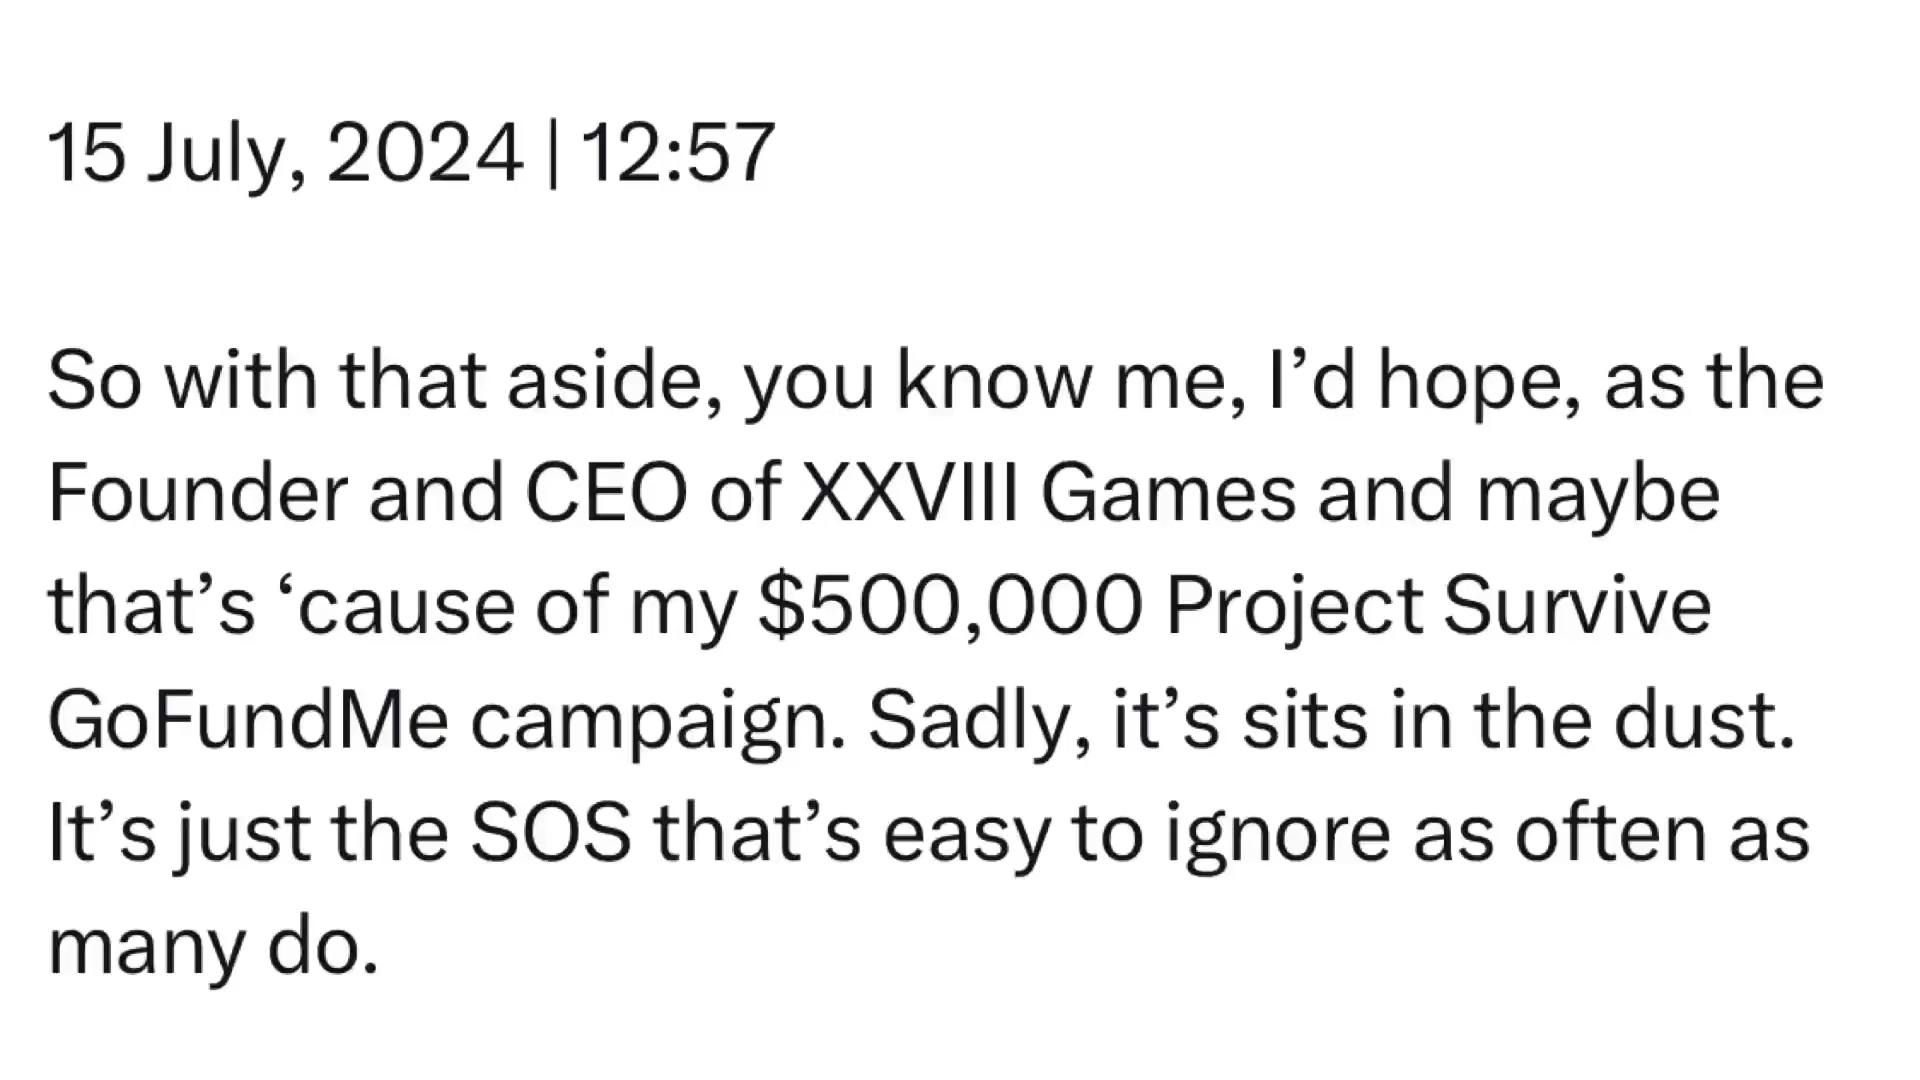 15 July, 2024 | 12:57
So with that aside, you know me, I’d hope, as the
Founder and CEO of XXVIII Games and maybe
that’s ‘cause of my $500,000 Project Survive
GoFundMe campaign. Sadly, it’s sits in the dust.
It’s just the SOS that’s easy to ignore as often as
many do.